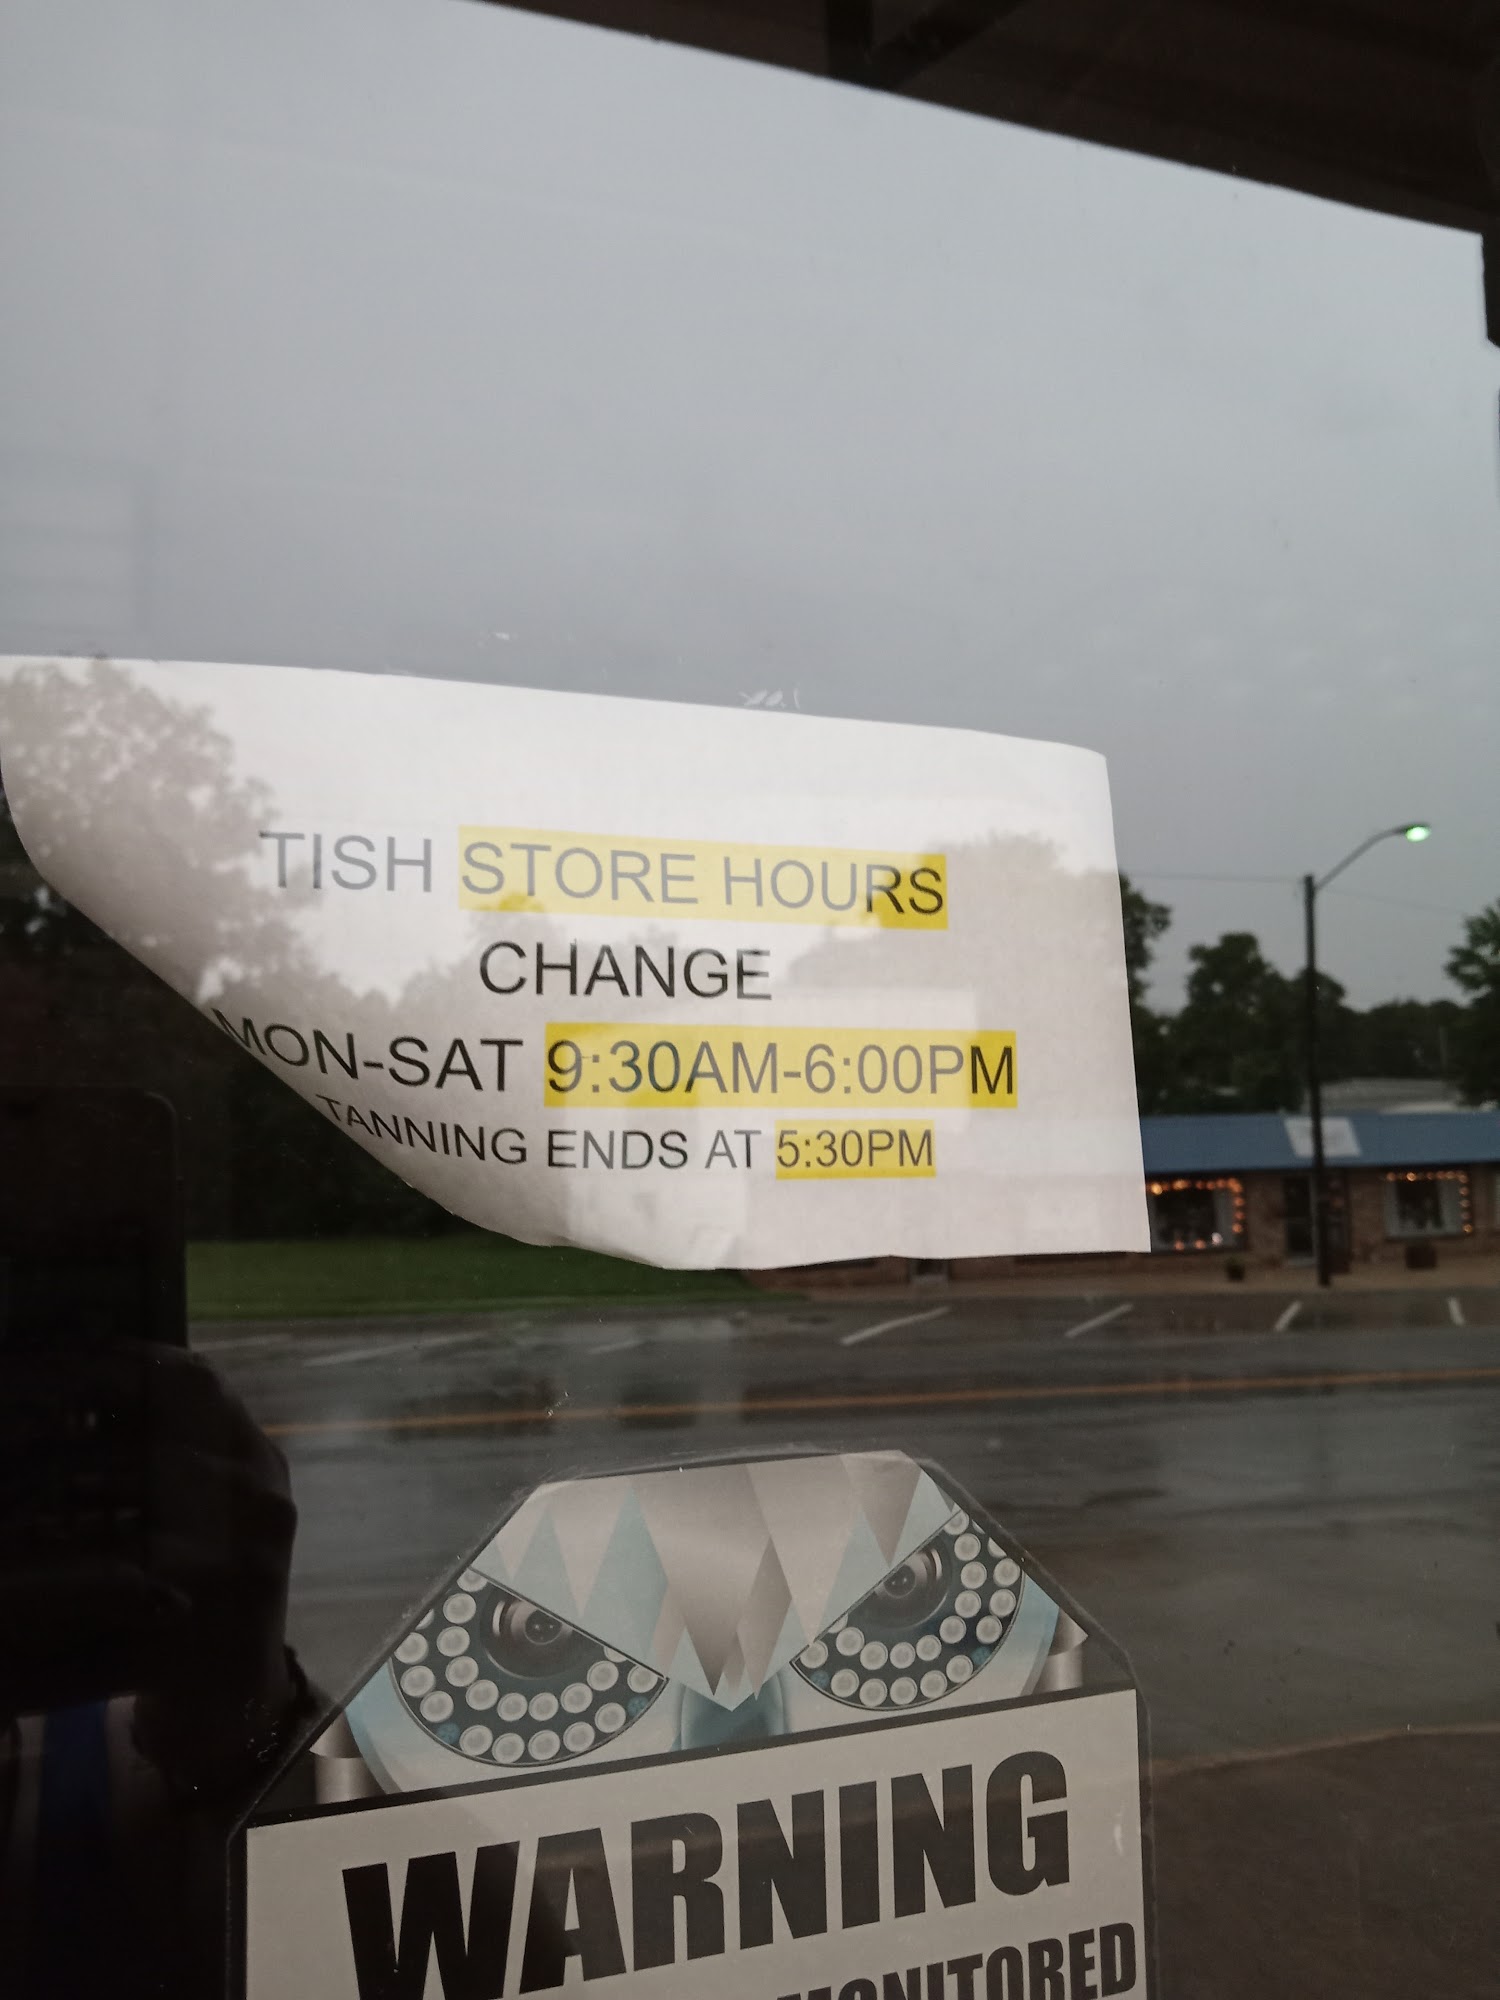 TISH STORE HOURS
CHANGE
MON-SAT 9:30AM-6:00PM
TANNING ENDS AT 5:30PM
WARNING
MONITORED